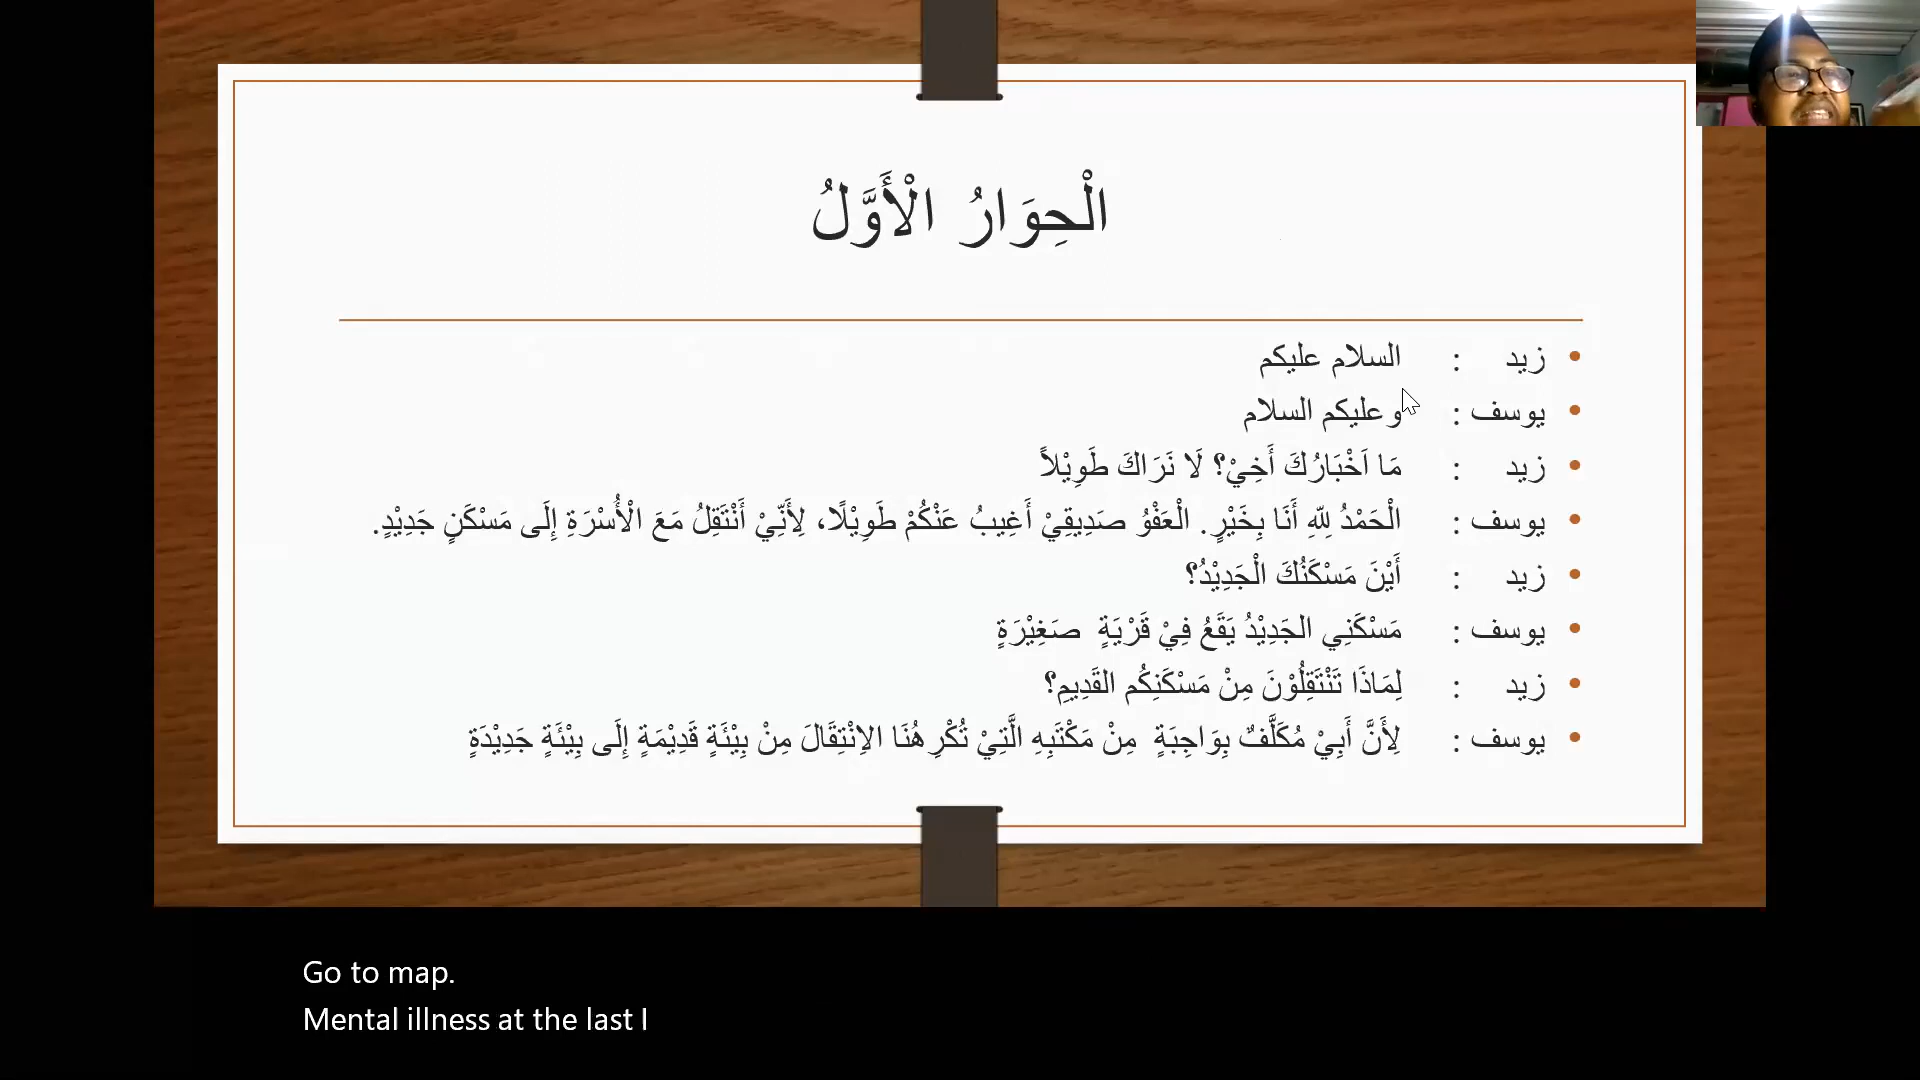 الْحِوَارُ الْأَوَّلُ
• زيد : السلام عليكم
• يوسف : وعليكم السلام
• زيد : مَا اَخْبَارُكَ أَخِيْ؟ لَا نَرَاكَ طَوِيْلاً
• يوسف : الْحَمْدُ لِلّٰهِ أَنَا بِخَيْرٍ. الْعَفْوُ صَدِيقِيْ أَغِيبُ عَنْكُمْ طَوِيْلًا، لِأَنِّيْ أَنْتَقِلُ مَعَ الْأُسْرَةِ إِلَى مَسْكَنٍ جَدِيْدٍ.
• زيد : أَيْنَ مَسْكَنُكَ الْجَدِيْدُ؟
• يوسف : مَسْكَنِي الجَدِيْدُ يَقَعُ فِيْ قَرْيَةٍ صَغِيْرَةٍ
• زيد : لِمَاذَا تَنْتَقِلُوْنَ مِنْ مَسْكَنِكُم القَدِيمِ؟
• يوسف : لِأَنَّ أَبِيْ مُكَلَّفٌ بِوَاجِبَةٍ مِنْ مَكْتَبِهِ الَّتِيْ تُكْرِهُنَا الاِنْتِقَالَ مِنْ بِيْئَةٍ قَدِيْمَةٍ إِلَى بِيْئَةٍ جَدِيْدَةٍ
Go to map.
Mental illness at the last I